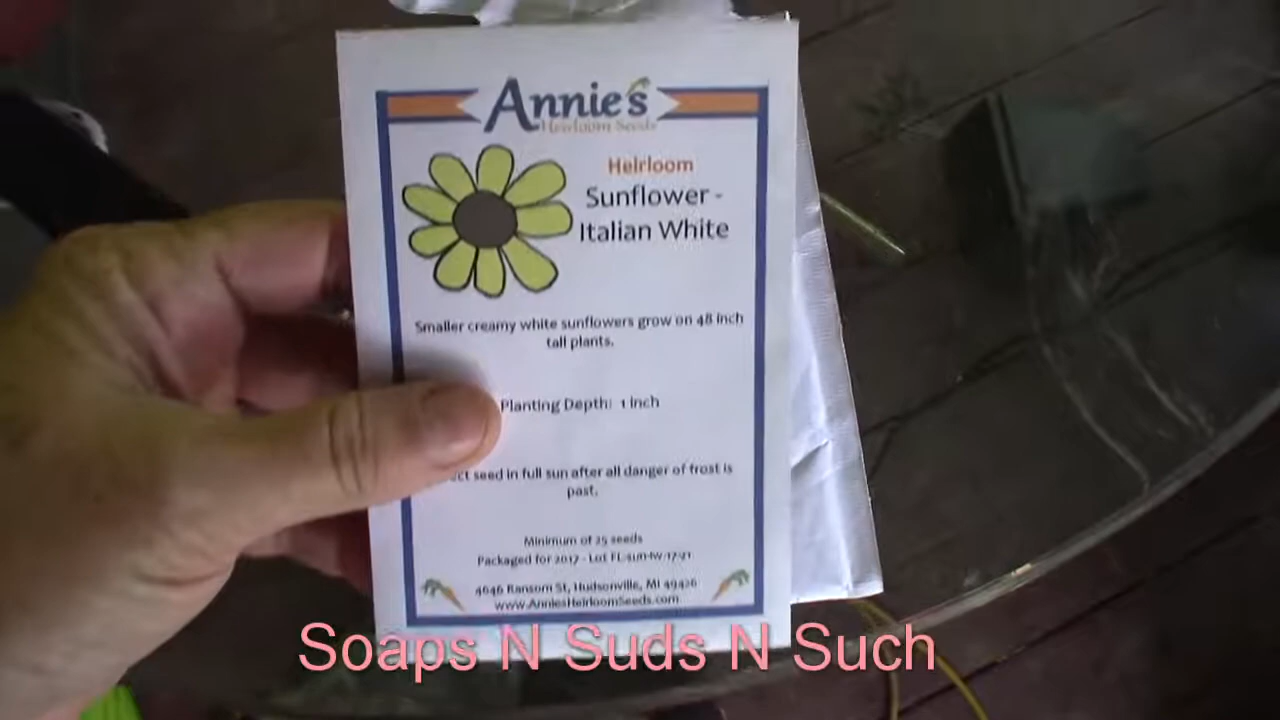 Annie's
Heirloom Seeds
Heirloom
Sunflower -
Italian White
Smaller creamy white sunflowers grow on 48 inch
tall plants.
Planting Depth: 1 inch
ect seed in full sun after all danger of frost is
past.
Minimum of 25 seeds
Packaged for 2017 - Lot FL-sun-IW-17-21
4646 Ransom St, Hudsonville, MI 49426
www.AnniesHeirloomSeeds.com
Soaps N Suds N Such